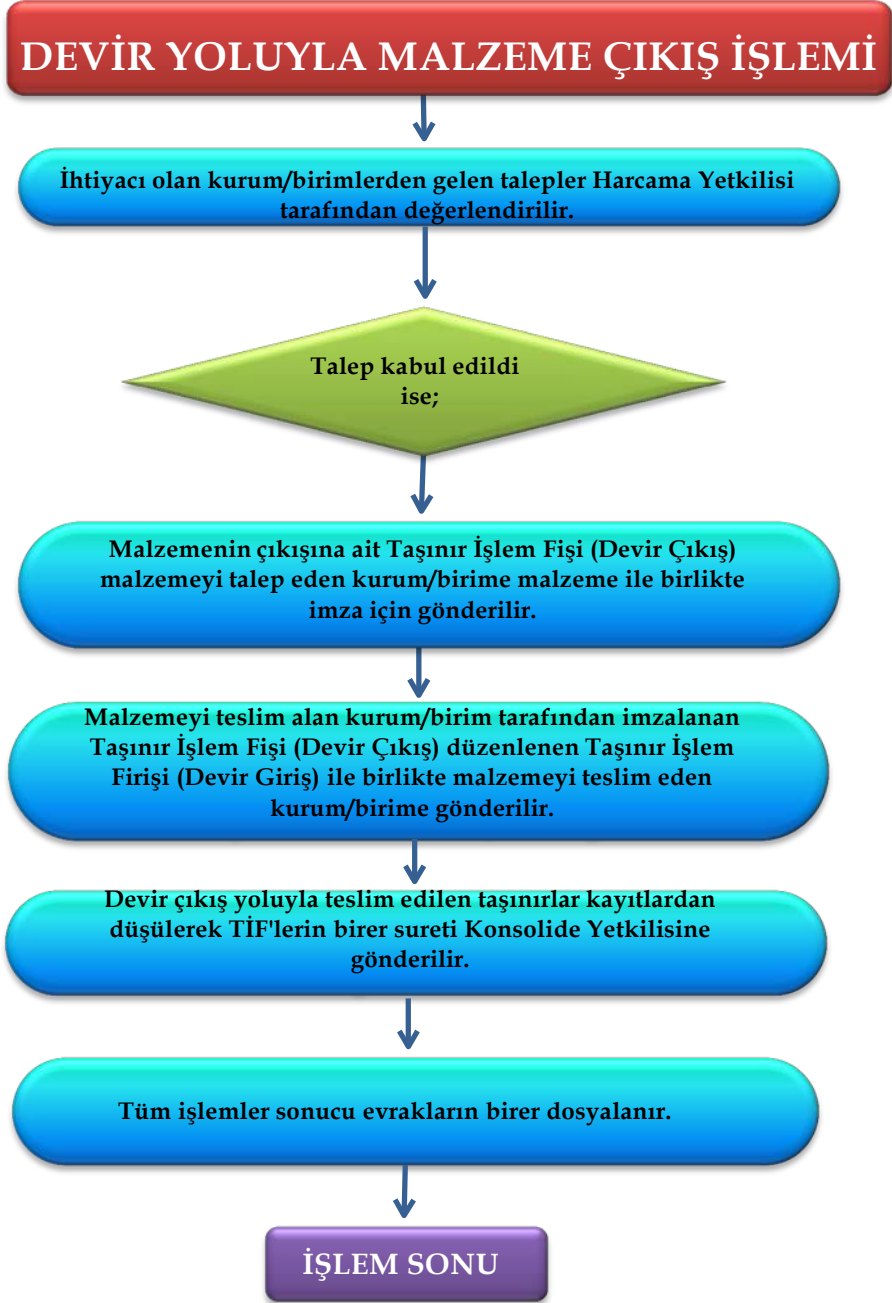 DEVİR YOLUYLA MALZEME ÇIKIŞ İŞLEMİ
İhtiyacı olan kurum/birimlerden gelen talepler Harcama Yetkilisi
tarafından değerlendirilir.
Talep kabul edildi
ise;
Malzemenin çıkışına ait Taşınır İşlem Fişi (Devir Çıkış)
malzemeyi talep eden kurum/birime malzeme ile birlikte
imza için gönderilir.
Malzemeyi teslim alan kurum/birim tarafından imzalanan
Taşınır İşlem Fişi (Devir Çıkış) düzenlenen Taşınır İşlem
Firişi (Devir Giriş) ile birlikte malzemeyi teslim eden
kurum/birime gönderilir.
Devir çıkış yoluyla teslim edilen taşınırlar kayıtlardan
düşülerek TİF'lerin birer sureti Konsolide Yetkilisine
gönderilir.
Tüm işlemler sonucu evrakların birer dosyalanır.
İŞLEM SONU